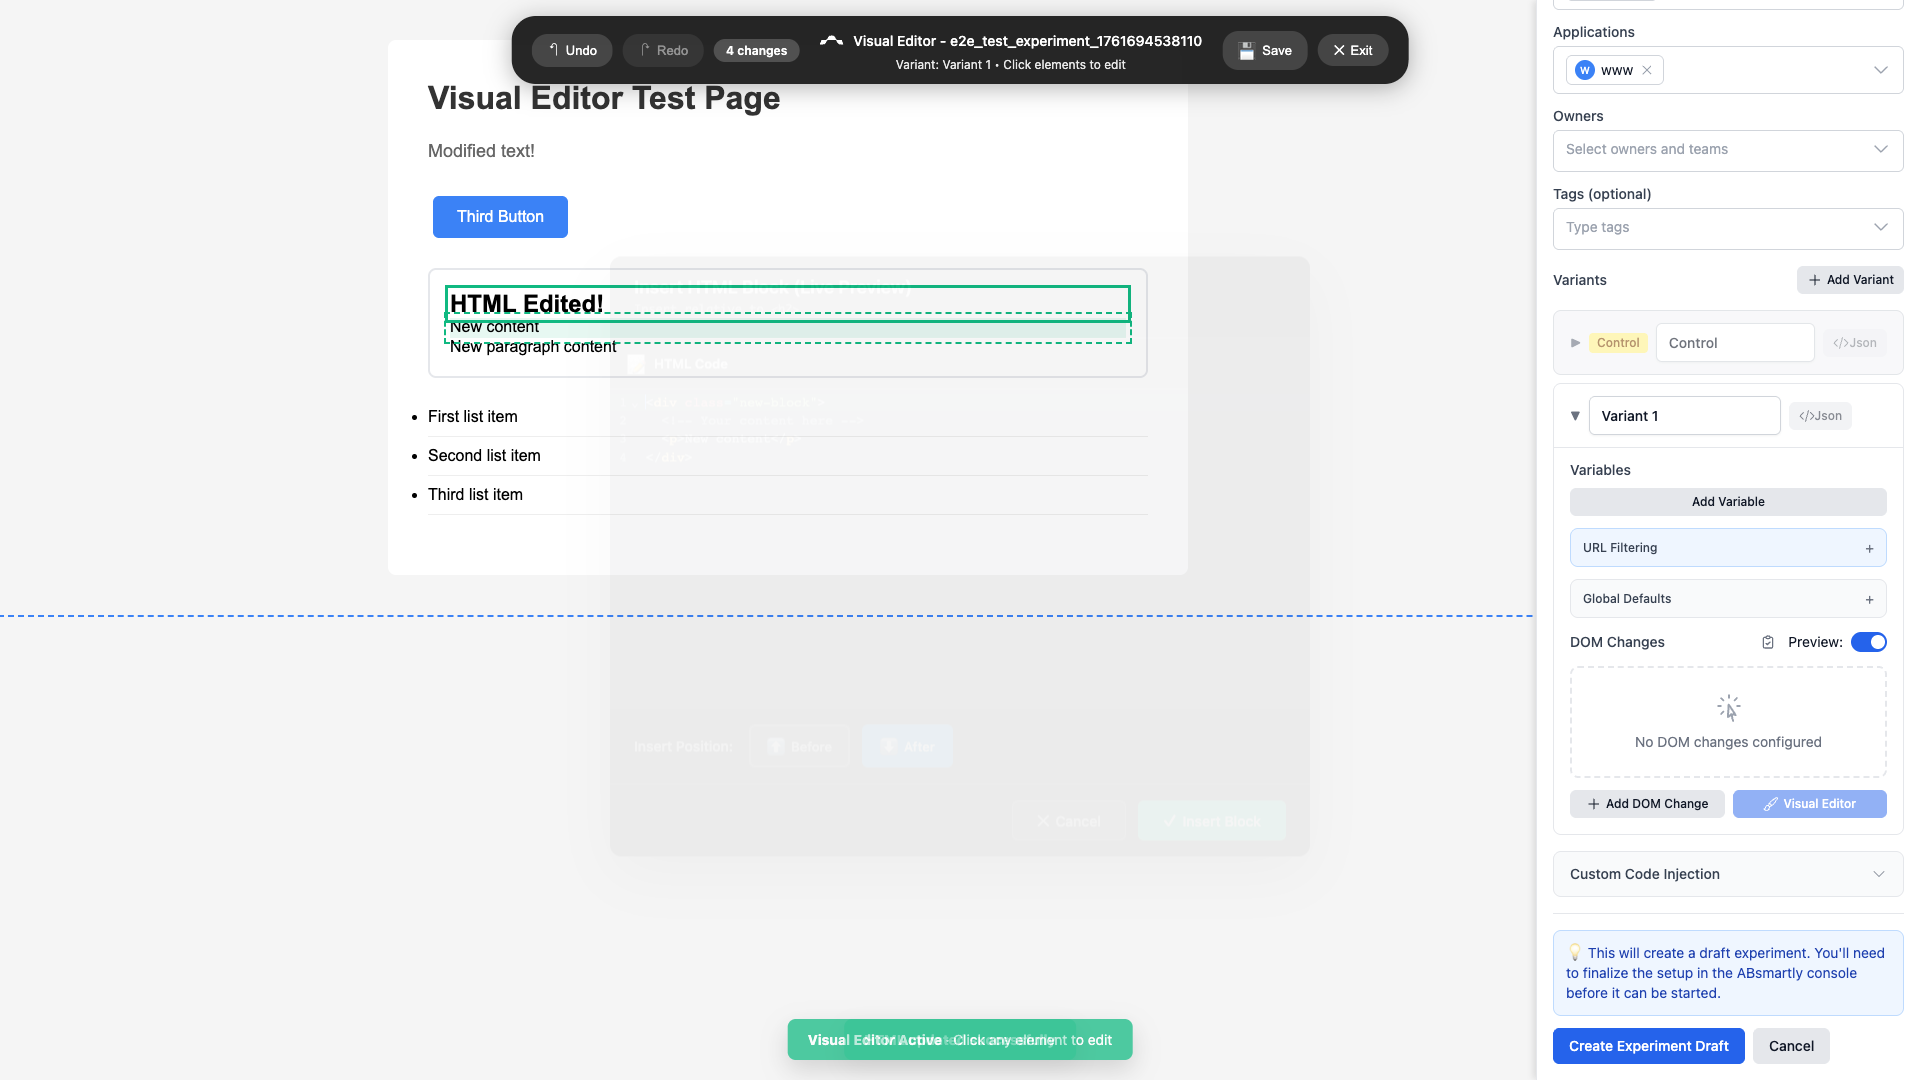 Undo
Redo
4 changes
Visual Editor - e2e_test_experiment_1761694538110
Variant: Variant 1 • Click elements to edit
Save
Exit
Visual Editor Test Page
Modified text!
Third Button
HTML Edited!
New content
New paragraph content
Insert HTML Block (Live Preview)
HTML Code
First list item
Second list item
Third list item
Insert Position:
Before
After
Cancel
Insert Block
Visual Editor Active - Click any element to edit
Applications
W www
Owners
Select owners and teams
Tags (optional)
Type tags
Variants
+ Add Variant
Control
Control
</>Json
Variant 1
</>Json
Variables
Add Variable
URL Filtering +
Global Defaults +
DOM Changes
Preview:
No DOM changes configured
+ Add DOM Change
Visual Editor
Custom Code Injection
This will create a draft experiment. You'll need
to finalize the setup in the ABsmartly console
before it can be started.
Create Experiment Draft
Cancel